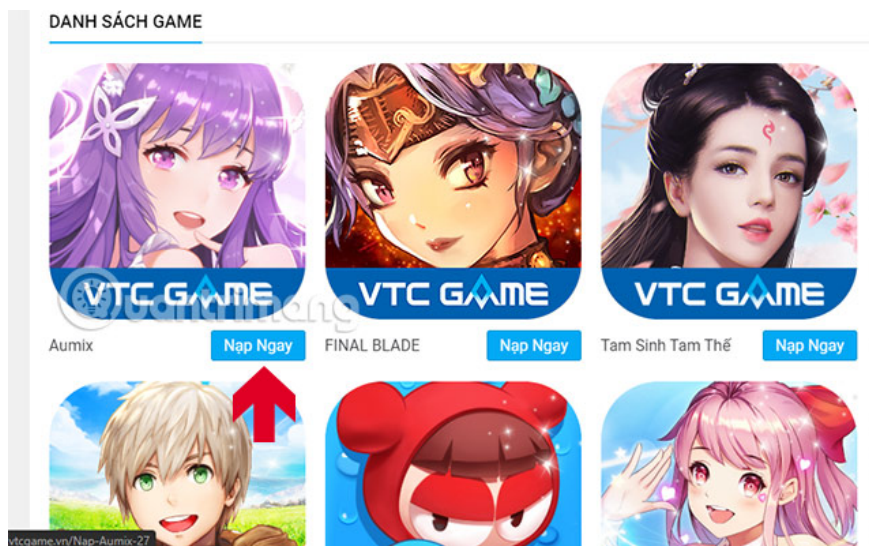 DANH SÁCH GAME
VTC GAME
VTC GAME
VTC GAME
Quantrimang
Aumix
Nạp Ngay
FINAL BLADE
Nạp Ngay
Tam Sinh Tam Thế
Nạp Ngay
vtcgame.vn/Nap-Aumix-27